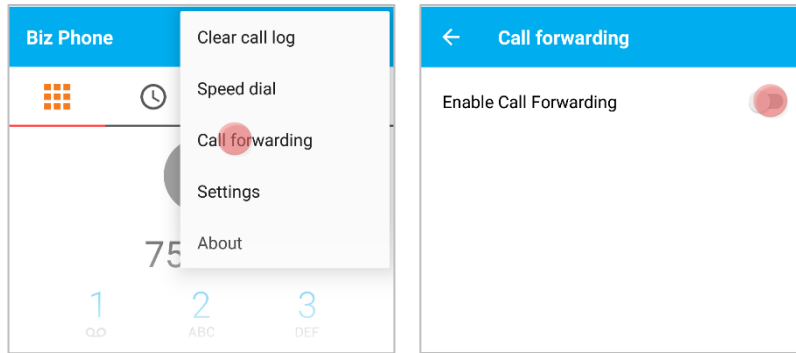 Biz Phone
Clear call log
Speed dial
Call forwarding
Settings
About
75
1
2
ABC
3
DEF
Call forwarding
Enable Call Forwarding